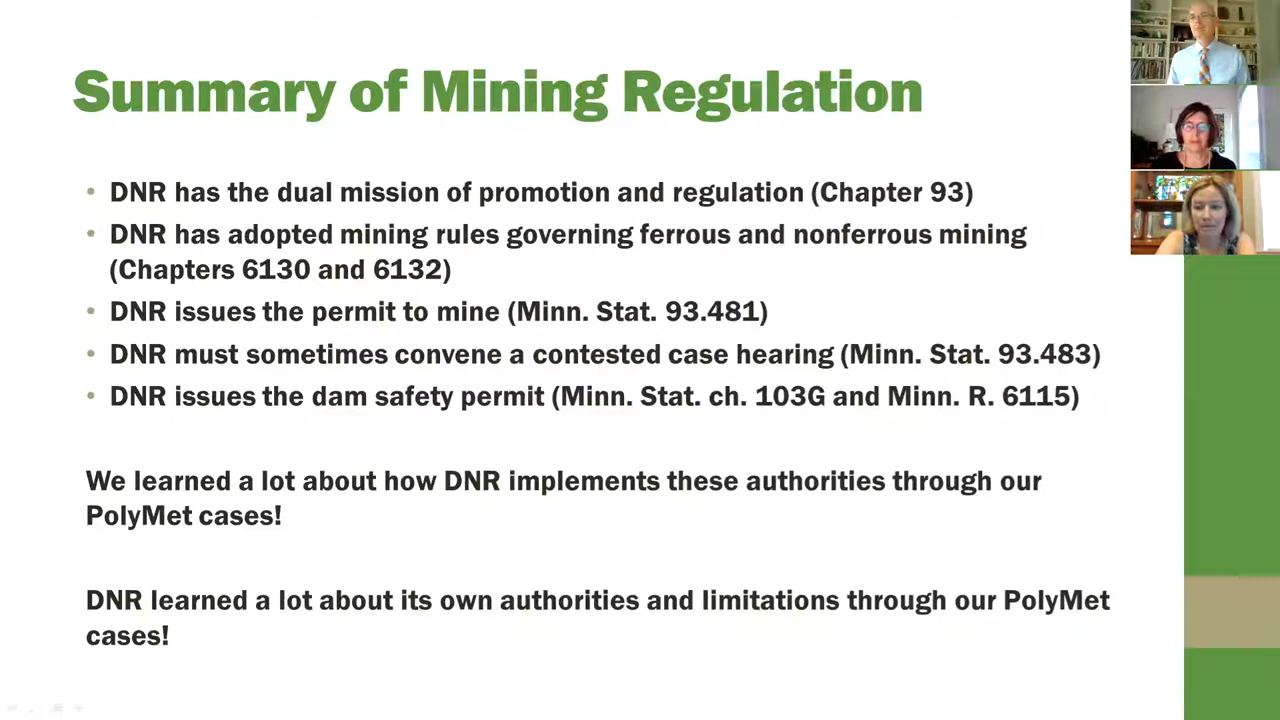 Summary of Mining Regulation
• DNR has the dual mission of promotion and regulation (Chapter 93)
• DNR has adopted mining rules governing ferrous and nonferrous mining
(Chapters 6130 and 6132)
• DNR issues the permit to mine (Minn. Stat. 93.481)
• DNR must sometimes convene a contested case hearing (Minn. Stat. 93.483)
• DNR issues the dam safety permit (Minn. Stat. ch. 103G and Minn. R. 6115)
We learned a lot about how DNR implements these authorities through our
PolyMet cases!
DNR learned a lot about its own authorities and limitations through our PolyMet
cases!